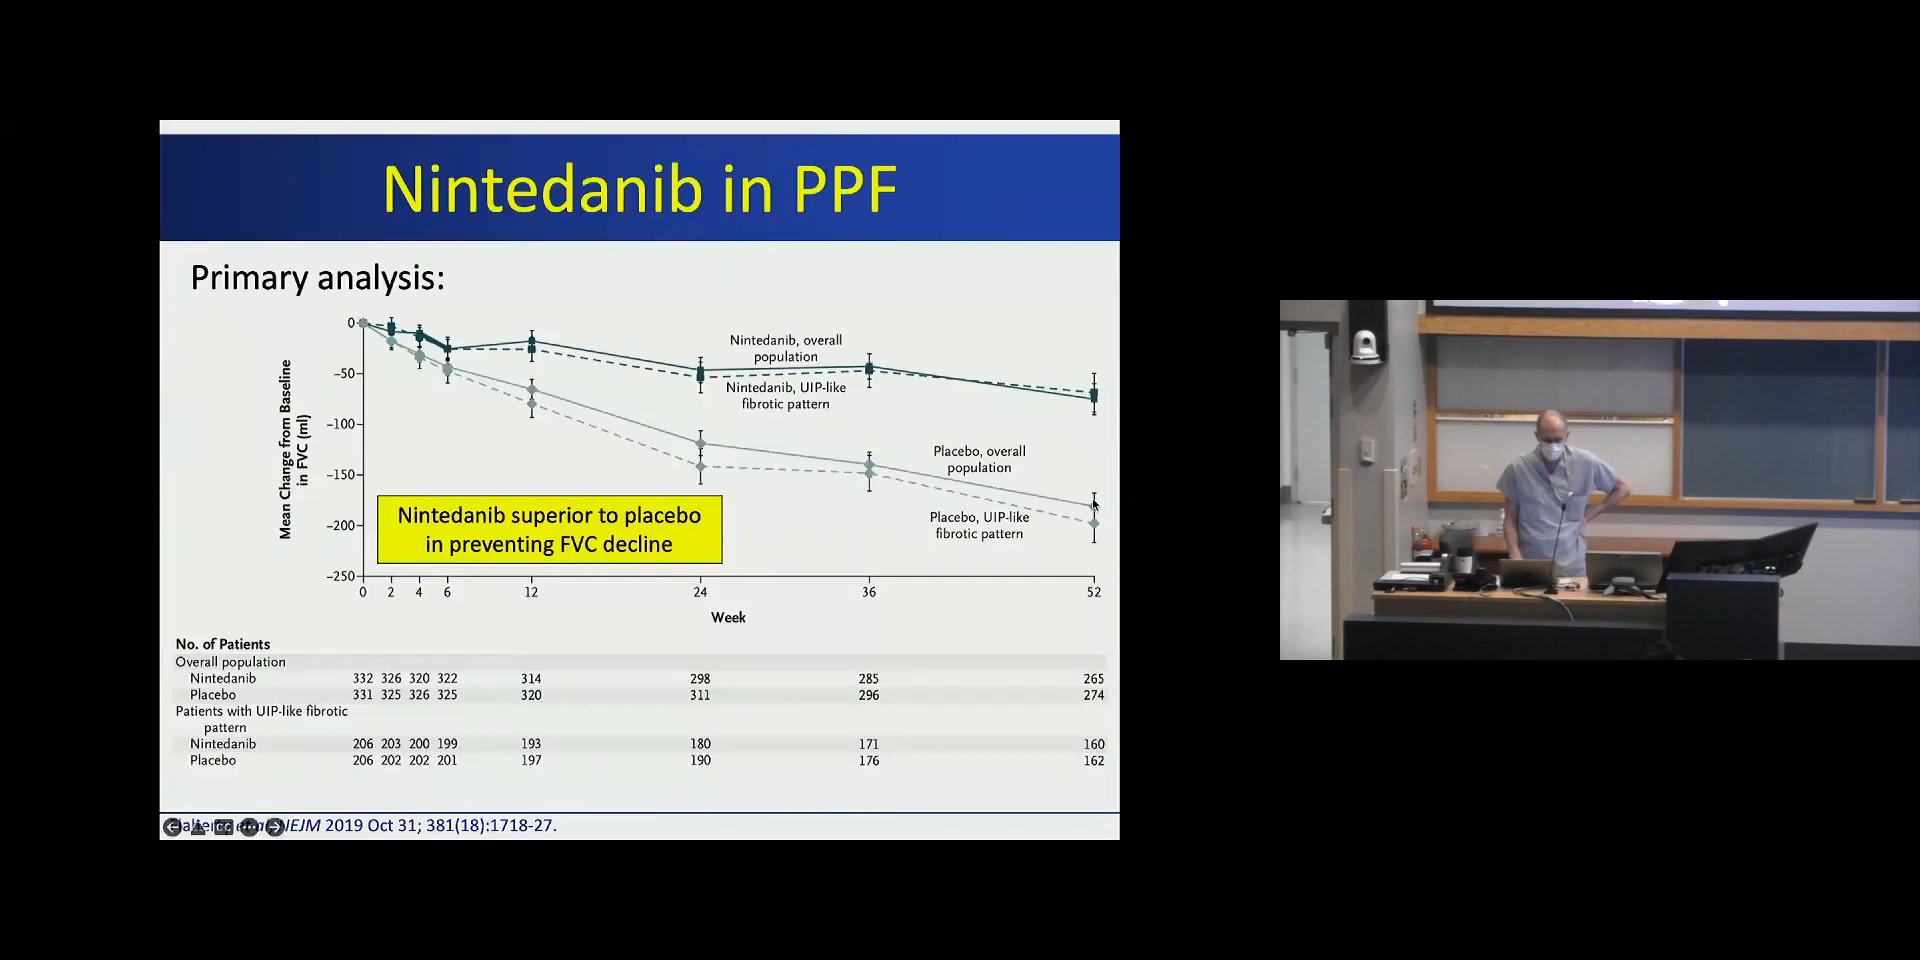 Nintedanib in PPF
Primary analysis:
Mean Change from Baseline
in FVC (ml)
0
−50
−100
−150
−200
−250
Nintedanib, overall
population
Nintedanib, UIP-like
fibrotic pattern
Placebo, overall
population
Placebo, UIP-like
fibrotic pattern
Nintedanib superior to placebo
in preventing FVC decline
0 2 4 6 12 24 36 52
Week
No. of Patients
Overall population
Nintedanib 332 326 320 322 314 298 285 265
Placebo 331 325 326 325 320 311 296 274
Patients with UIP-like fibrotic
pattern
Nintedanib 206 203 200 199 193 180 171 160
Placebo 206 202 202 201 197 190 176 162
NEJM 2019 Oct 31; 381(18):1718-27.